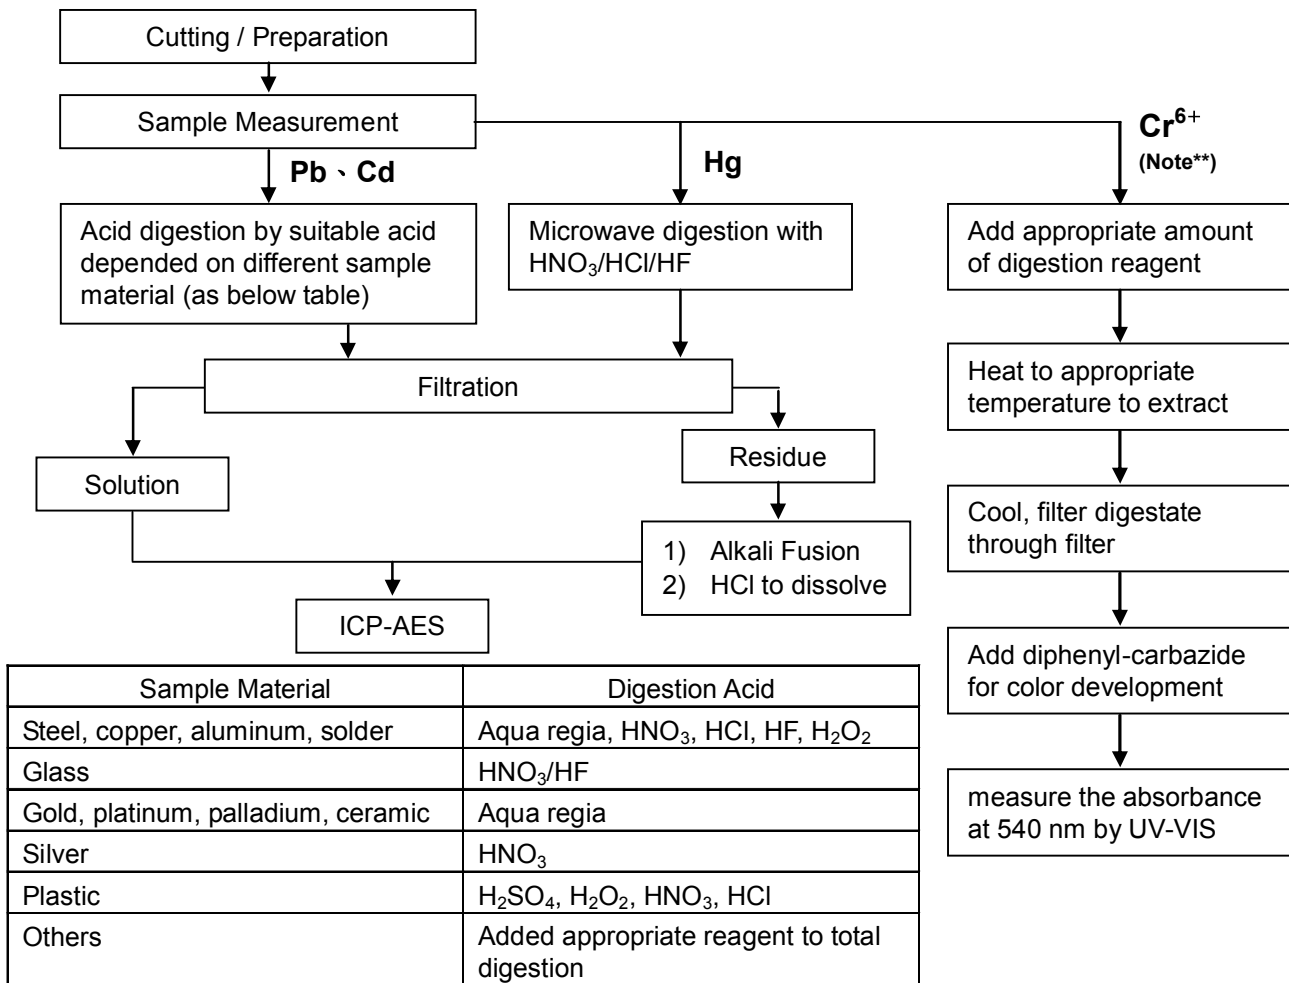 Cutting / Preparation
Sample Measurement
Pb、Cd
Hg
Cr⁶⁺
(Note**)
Acid digestion by suitable acid
depended on different sample
material (as below table)
Microwave digestion with
HNO₃/HCl/HF
Add appropriate amount
of digestion reagent
Filtration
Heat to appropriate
temperature to extract
Solution
Residue
1) Alkali Fusion
2) HCl to dissolve
Cool, filter digestate
through filter
ICP-AES
Add diphenyl-carbazide
for color development
measure the absorbance
at 540 nm by UV-VIS
Sample Material Digestion Acid
Steel, copper, aluminum, solder Aqua regia, HNO₃, HCl, HF, H₂O₂
Glass HNO₃/HF
Gold, platinum, palladium, ceramic Aqua regia
Silver HNO₃
Plastic H₂SO₄, H₂O₂, HNO₃, HCl
Others Added appropriate reagent to total
digestion